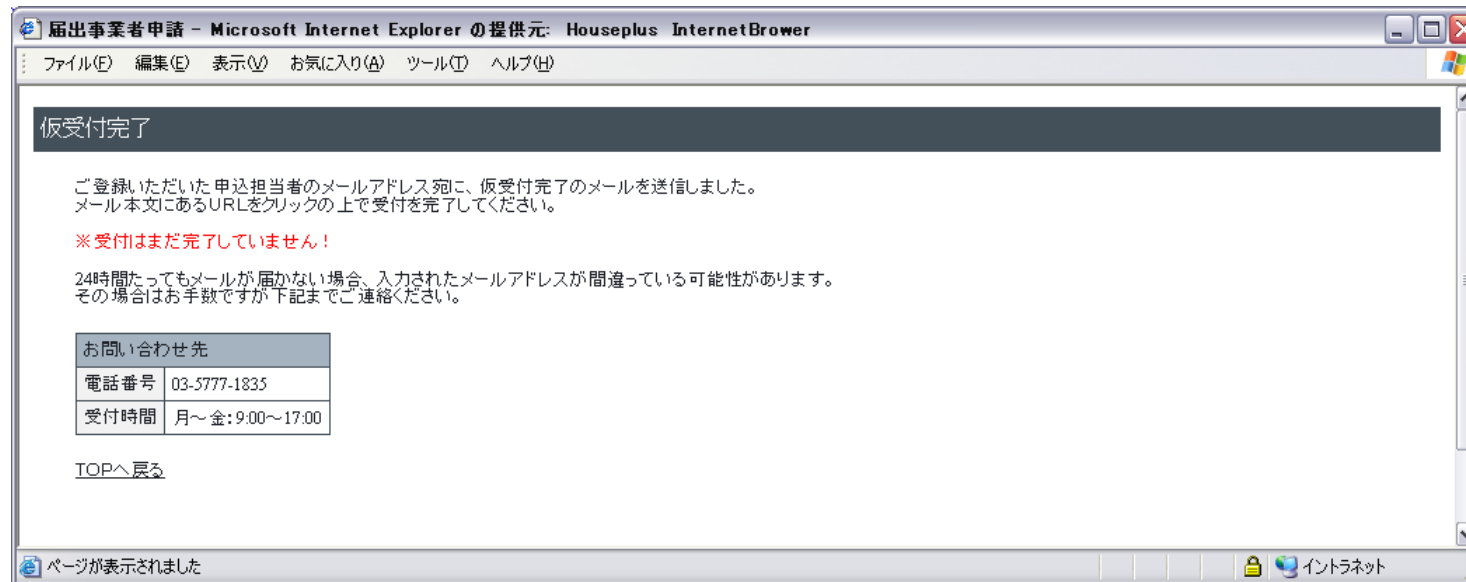 届出事業者申請 - Microsoft Internet Explorer の提供元: Houseplus InternetBrower
ファイル(F) 編集(E) 表示(V) お気に入り(A) ツール(T) ヘルプ(H)
仮受付完了
ご登録いただいた申込担当者のメールアドレス宛に、仮受付完了のメールを送信しました。
メール本文にあるURLをクリックの上で受付を完了してください。
※受付はまだ完了していません！
24時間たってもメールが届かない場合、入力されたメールアドレスが間違っている可能性があります。
その場合はお手数ですが下記までご連絡ください。
お問い合わせ先
電話番号 03-5777-1835
受付時間 月～金：9:00～17:00
TOPへ戻る
ページが表示されました イントラネット